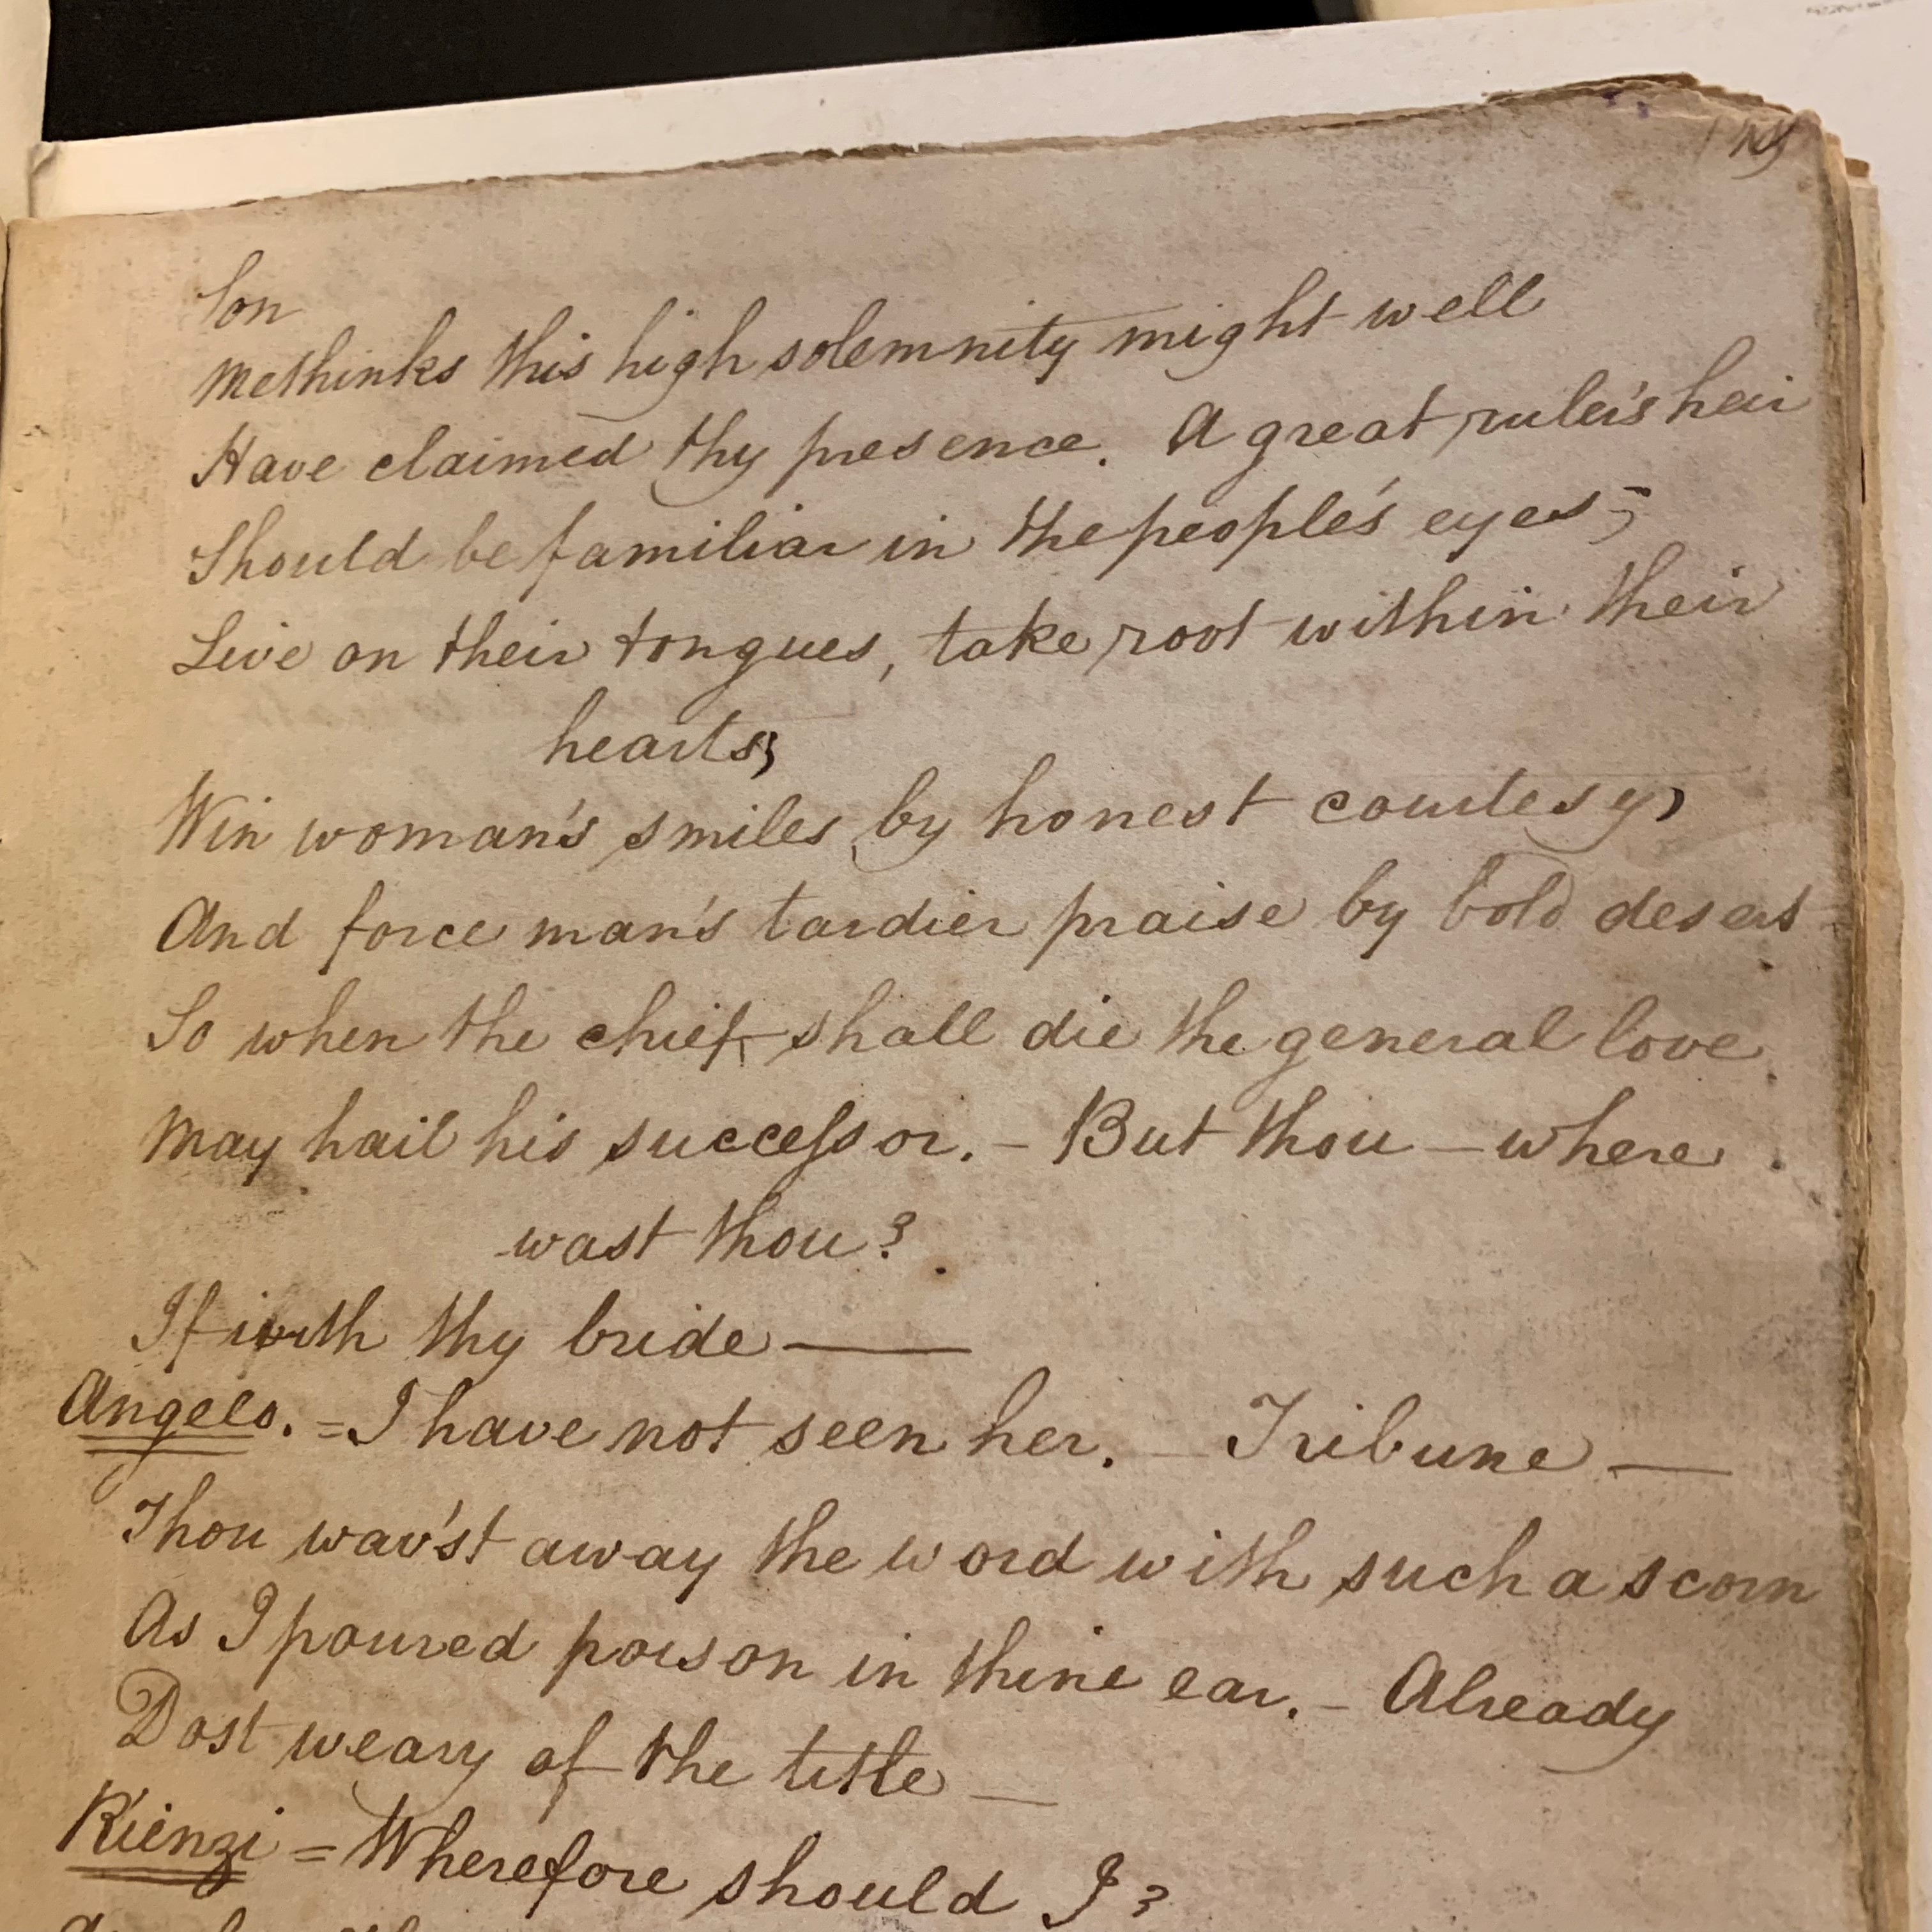 Son
Methinks this high solemnity might well
Have claimed thy presence. A great ruler's heir
Should be familiar in the people's eyes;
Live on their tongues, take root within their
hearts;
Win woman's smiles by honest courtesy,
And force man's tardier praise by bold desert
So when the chief shall die the general love
May hail his successor. – But thou – where
wast thou?
If with thy bride —
Angelo. = I have not seen her. – Tribune —
Thou wav'st away the word with such a scorn
As I poured poison in thine ear. – Already
Dost weary of the title —
Rienzi = Wherefore should I?